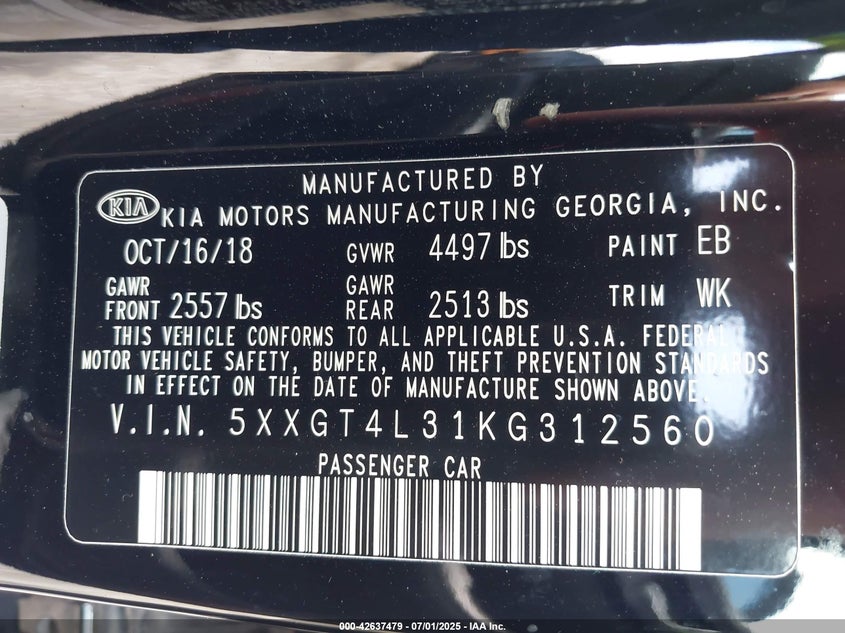 MANUFACTURED BY
KIA KIA MOTORS MANUFACTURING GEORGIA, INC.
OCT/16/18 GVWR 4497 lbs PAINT EB
GAWR FRONT 2557 lbs GAWR REAR 2513 lbs TRIM WK
THIS VEHICLE CONFORMS TO ALL APPLICABLE U.S.A. FEDERAL
MOTOR VEHICLE SAFETY, BUMPER, AND THEFT PREVENTION STANDARDS
IN EFFECT ON THE DATE OF MANUFACTURE SHOWN ABOVE.
V.I.N. 5XXGT4L31KG312560
PASSENGER CAR
000-42637479 - 07/01/2025 - IAA Inc.